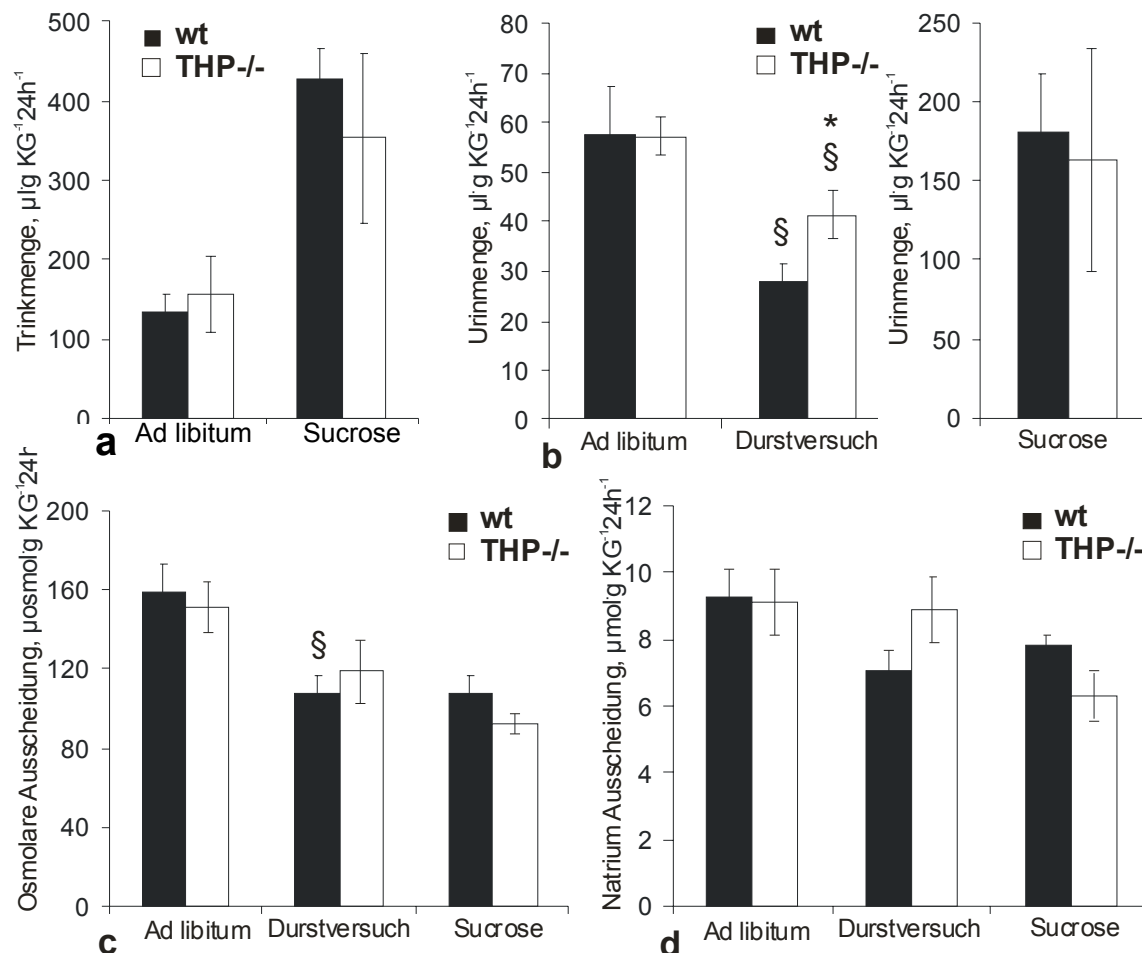 500
400
300
200
100
0
Trinkmenge, µl·g KG⁻¹24h⁻¹
wt
THP-/-
Ad libitum
Sucrose
a
80
70
60
50
40
30
20
10
0
Urinmenge, µl·g KG⁻¹24h⁻¹
wt
THP-/-
§
*
§
Ad libitum
Durstversuch
b
250
200
150
100
50
0
Urinmenge, µl·g KG⁻¹24h⁻¹
Sucrose
200
160
120
80
40
0
Osmolare Ausscheidung, µosmol·g KG⁻¹24h
wt
THP-/-
§
Ad libitum
Durstversuch
Sucrose
c
12
10
8
6
4
2
0
Natrium Ausscheidung, µmol·g KG⁻¹24h⁻¹
wt
THP-/-
Ad libitum
Durstversuch
Sucrose
d